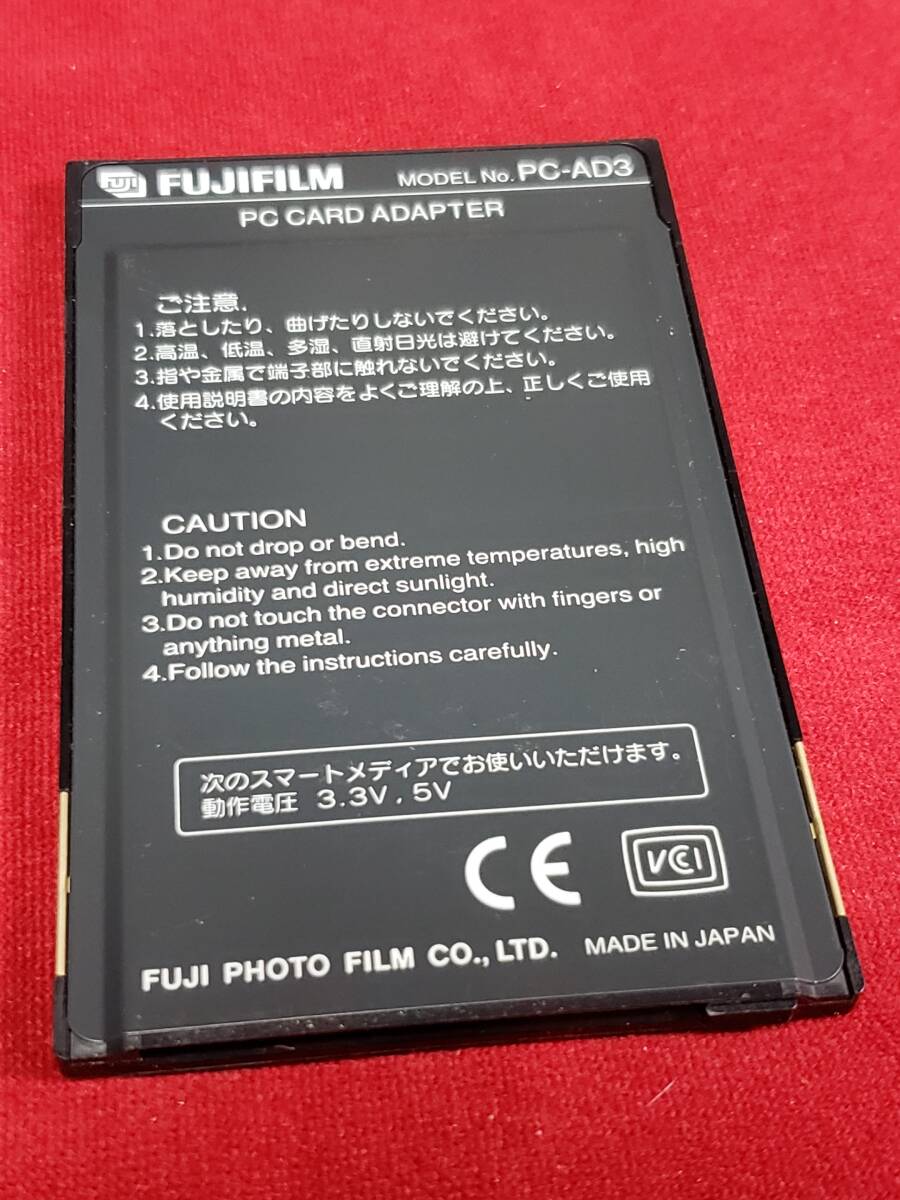 FUJI FUJIFILM MODEL No. PC-AD3
PC CARD ADAPTER
ご注意.
1.落としたり、曲げたりしないでください。
2.高温、低温、多湿、直射日光は避けてください。
3.指や金属で端子部に触れないでください。
4.使用説明書の内容をよくご理解の上、正しくご使用
ください。
CAUTION
1.Do not drop or bend.
2.Keep away from extreme temperatures, high
humidity and direct sunlight.
3.Do not touch the connector with fingers or
anything metal.
4.Follow the instructions carefully.
次のスマートメディアでお使いいただけます。
動作電圧 3.3V , 5V
CE VCCI
FUJI PHOTO FILM CO., LTD. MADE IN JAPAN